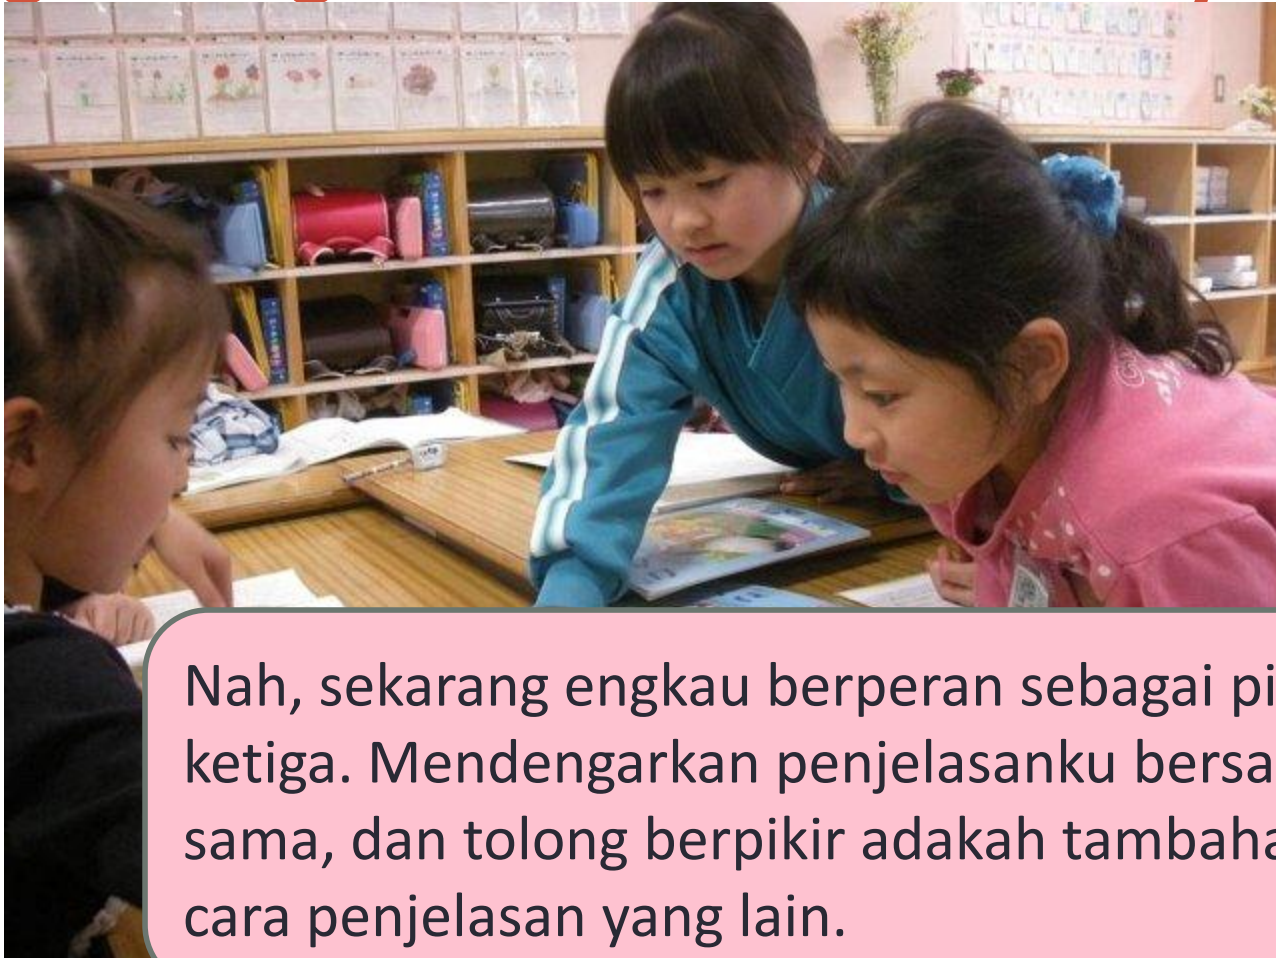 Nah, sekarang engkau berperan sebagai
ketiga. Mendengarkan penjelasanku
sama, dan tolong berpikir adakah
cara penjelasan yang lain.